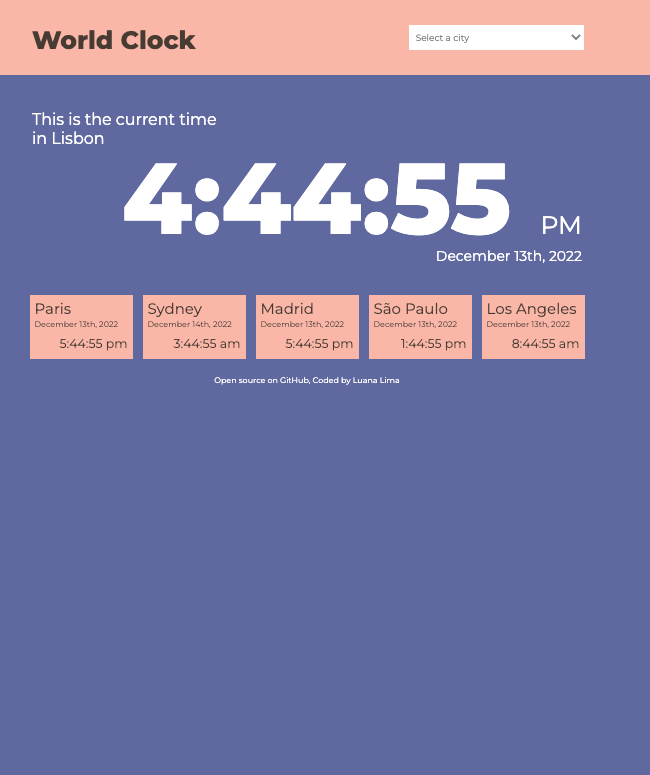 World Clock
Select a city
This is the current time
in Lisbon
4:44:55 PM
December 13th, 2022
Paris
December 13th, 2022
5:44:55 pm
Sydney
December 14th, 2022
3:44:55 am
Madrid
December 13th, 2022
5:44:55 pm
São Paulo
December 13th, 2022
1:44:55 pm
Los Angeles
December 13th, 2022
8:44:55 am
Open source on GitHub, Coded by Luana Lima